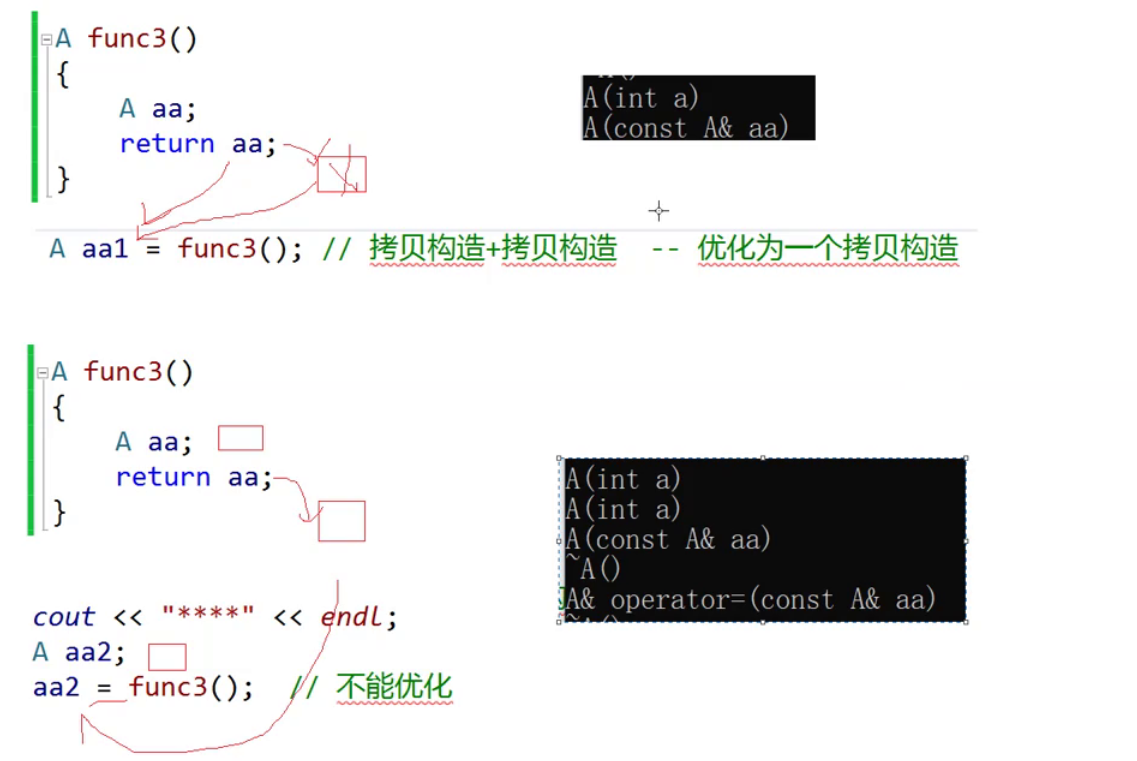 A func3()
{
A aa;
return aa;
}
A(int a)
A(const A& aa)
A aa1 = func3(); // 拷贝构造+拷贝构造 -- 优化为一个拷贝构造
A func3()
{
A aa;
return aa;
}
cout << "****" << endl;
A aa2;
aa2 = func3(); // 不能优化
A(int a)
A(int a)
A(const A& aa)
~A()
A& operator=(const A& aa)